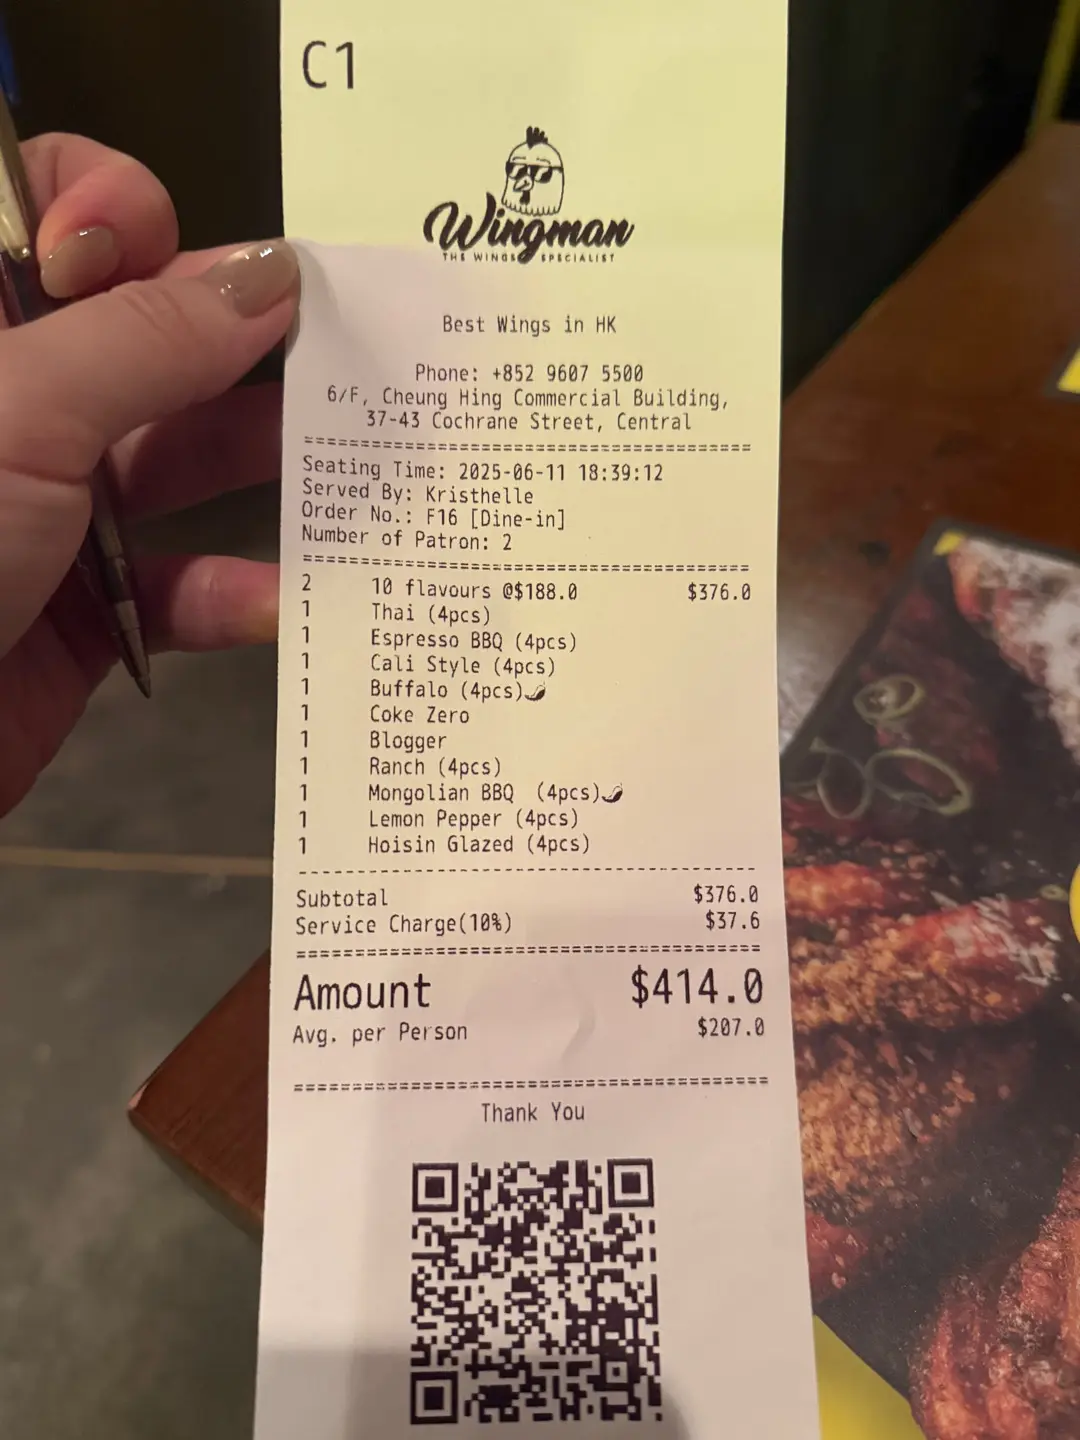 C1
Wingman
THE WINGS SPECIALIST
Best Wings in HK
Phone: +852 9607 5500
6/F, Cheung Hing Commercial Building,
37-43 Cochrane Street, Central
Seating Time: 2025-06-11 18:39:12
Served By: Kristhelle
Order No.: F16 [Dine-in]
Number of Patron: 2
2 10 flavours @$188.0 $376.0
1 Thai (4pcs)
1 Espresso BBQ (4pcs)
1 Cali Style (4pcs)
1 Buffalo (4pcs)🌶
1 Coke Zero
1 Blogger
1 Ranch (4pcs)
1 Mongolian BBQ (4pcs)🌶
1 Lemon Pepper (4pcs)
1 Hoisin Glazed (4pcs)
Subtotal $376.0
Service Charge(10%) $37.6
Amount $414.0
Avg. per Person $207.0
Thank You